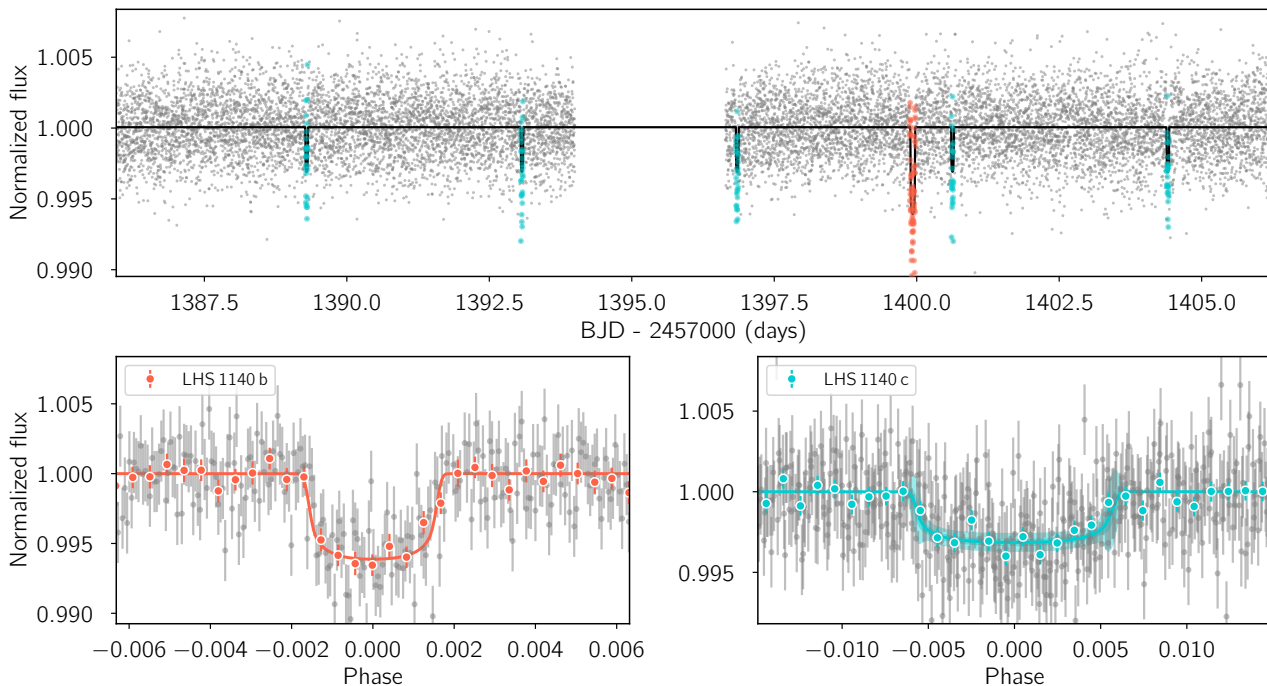 Normalized flux
1.005
1.000
0.995
0.990
1387.5 1390.0 1392.5 1395.0 1397.5 1400.0 1402.5 1405.0
BJD - 2457000 (days)
LHS 1140 b
Normalized flux
1.005
1.000
0.995
0.990
−0.006 −0.004 −0.002 0.000 0.002 0.004 0.006
Phase
LHS 1140 c
1.005
1.000
0.995
−0.010 −0.005 0.000 0.005 0.010
Phase